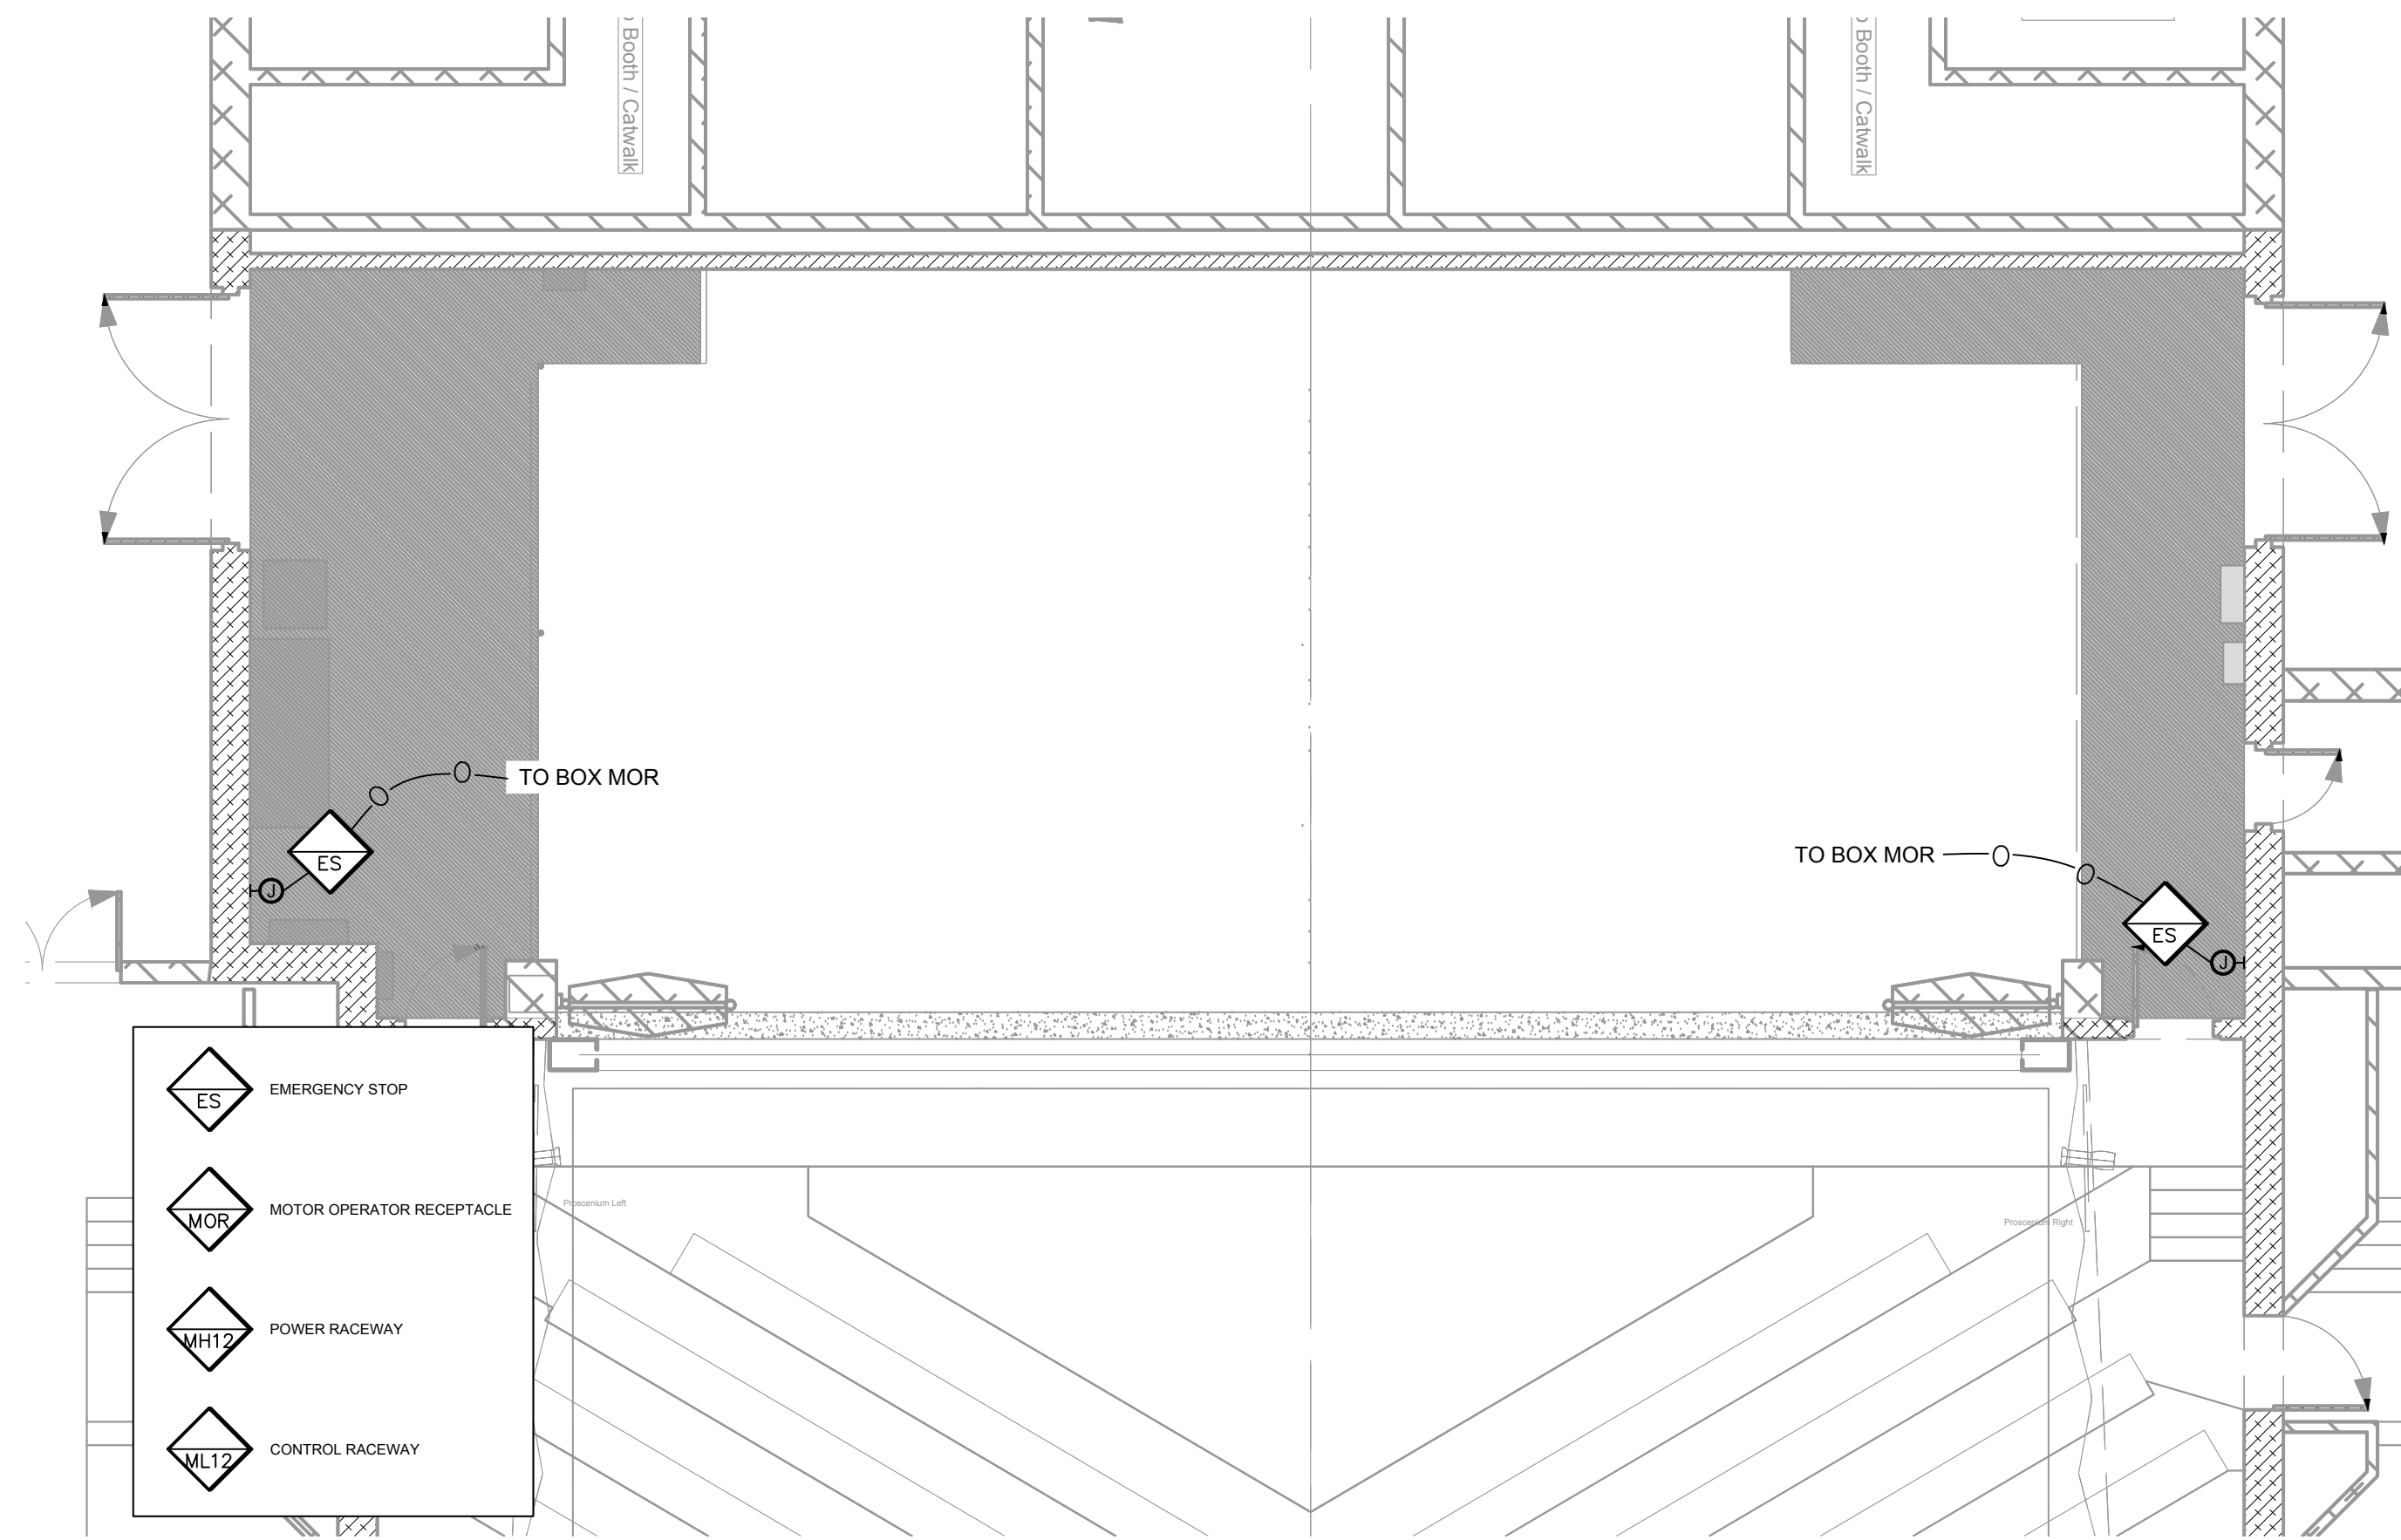 Booth / Catwalk
Booth / Catwalk
TO BOX MOR
ES
J
TO BOX MOR
ES
J
ES EMERGENCY STOP
MOR MOTOR OPERATOR RECEPTACLE
MH12 POWER RACEWAY
ML12 CONTROL RACEWAY
Proscenium Left
Proscenium Right